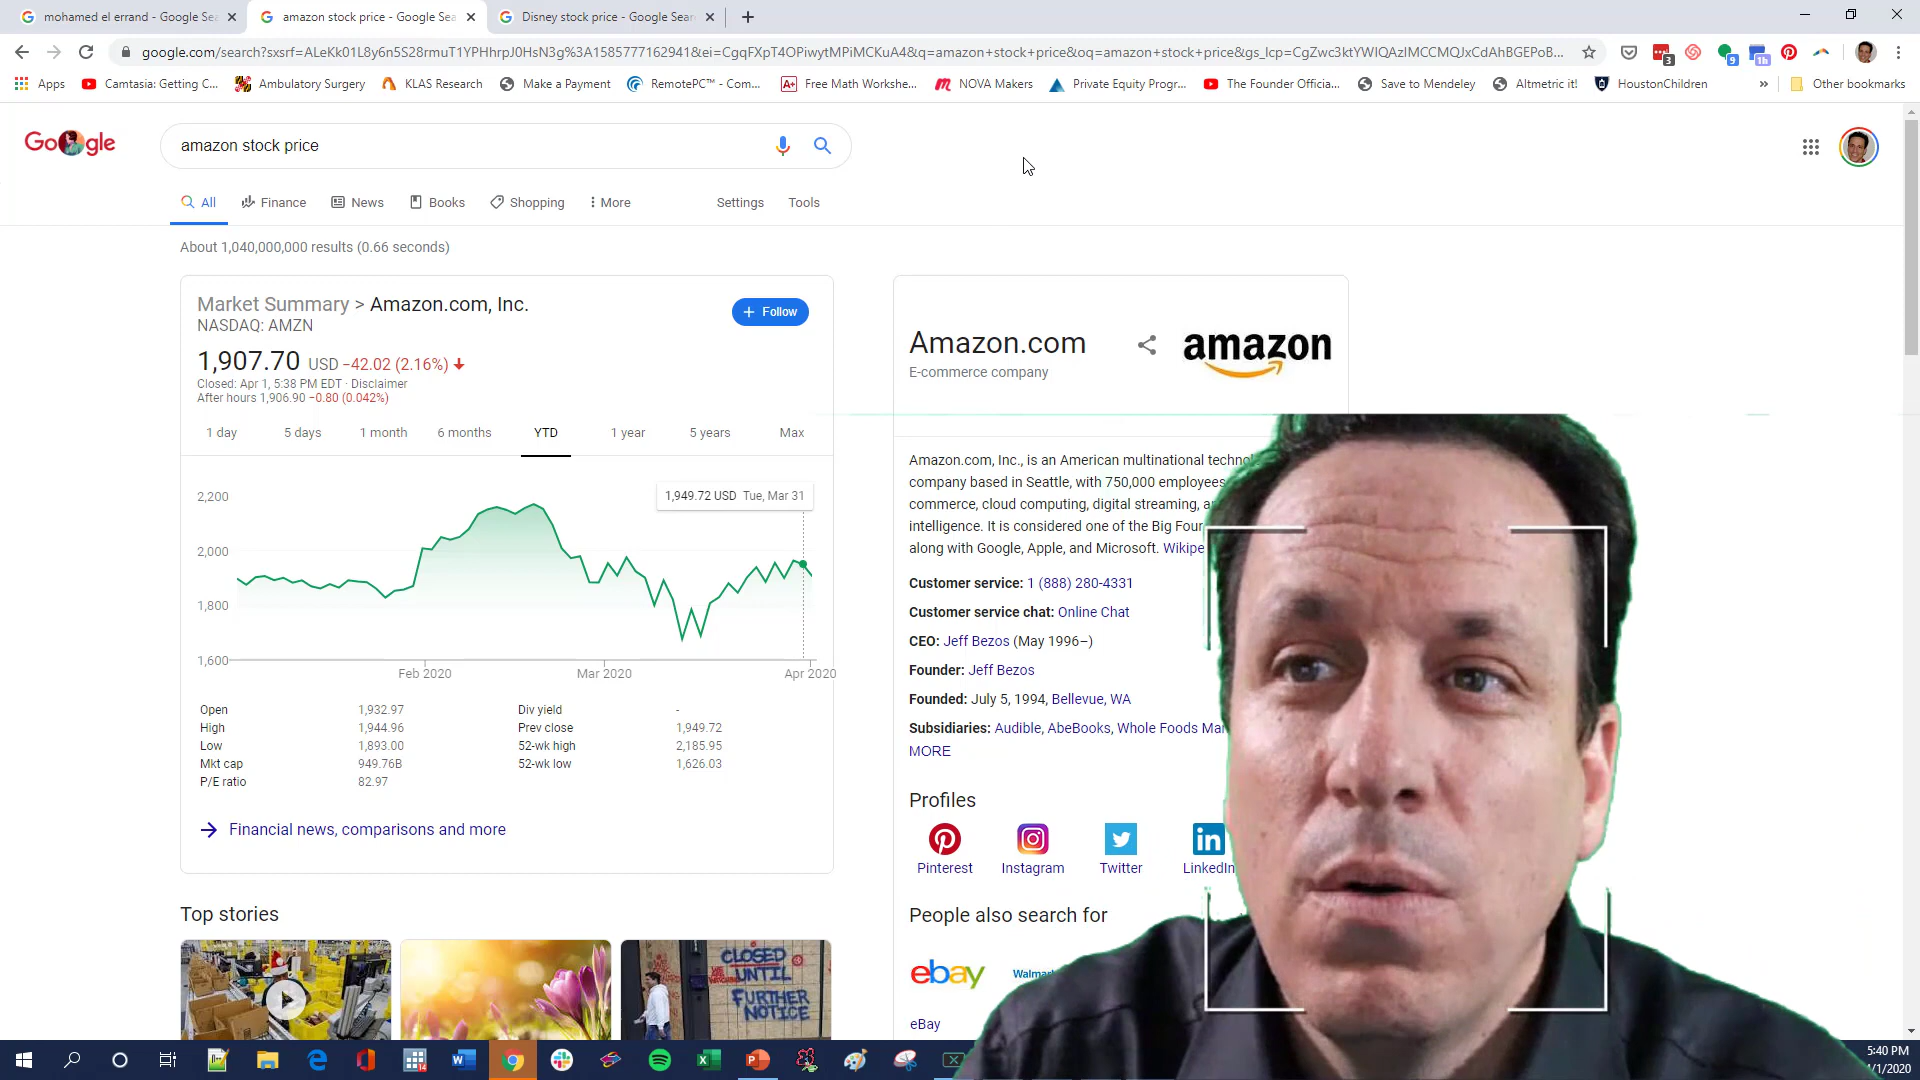 mohamed el errand - Google Sea
amazon stock price - Google Sea
Disney stock price - Google Sear
google.com/search?sxsrf=ALeKk01L8y6n5S28rmuT1YPHhrpJ0HsN3g%3A1585777162941&ei=CgqFXpT4OPiwytMPiMCKuA4&q=amazon+stock+price&oq=amazon+stock+price&gs_lcp=CgZwc3ktYWIQAzIMCCMQJxCdAhBGEPoB...
3
9
1h
Apps
Camtasia: Getting C...
Ambulatory Surgery
KLAS Research
Make a Payment
RemotePC™ - Com...
Free Math Workshe...
NOVA Makers
Private Equity Progr...
The Founder Officia...
Save to Mendeley
Altmetric it!
HoustonChildren
»
Other bookmarks
Google
amazon stock price
All
Finance
News
Books
Shopping
More
Settings
Tools
About 1,040,000,000 results (0.66 seconds)
Market Summary > Amazon.com, Inc.
NASDAQ: AMZN
+ Follow
1,907.70 USD −42.02 (2.16%)
Closed: Apr 1, 5:38 PM EDT · Disclaimer
After hours 1,906.90 −0.80 (0.042%)
1 day
5 days
1 month
6 months
YTD
1 year
5 years
Max
1,949.72 USD Tue, Mar 31
2,200
2,000
1,800
1,600
Feb 2020
Mar 2020
Apr 2020
Open 1,932.97
High 1,944.96
Low 1,893.00
Mkt cap 949.76B
P/E ratio 82.97
Div yield -
Prev close 1,949.72
52-wk high 2,185.95
52-wk low 1,626.03
Financial news, comparisons and more
Top stories
CLOSED
UNTIL
FURTHER
NOTICE
Amazon.com
E-commerce company
amazon
Amazon.com, Inc., is an American multinational techno
company based in Seattle, with 750,000 employees
commerce, cloud computing, digital streaming, a
intelligence. It is considered one of the Big Four
along with Google, Apple, and Microsoft. Wikipe
Customer service: 1 (888) 280-4331
Customer service chat: Online Chat
CEO: Jeff Bezos (May 1996–)
Founder: Jeff Bezos
Founded: July 5, 1994, Bellevue, WA
Subsidiaries: Audible, AbeBooks, Whole Foods Mar
MORE
Profiles
Pinterest
Instagram
Twitter
LinkedIn
People also search for
ebay
Walmart
eBay
5:40 PM
/1/2020